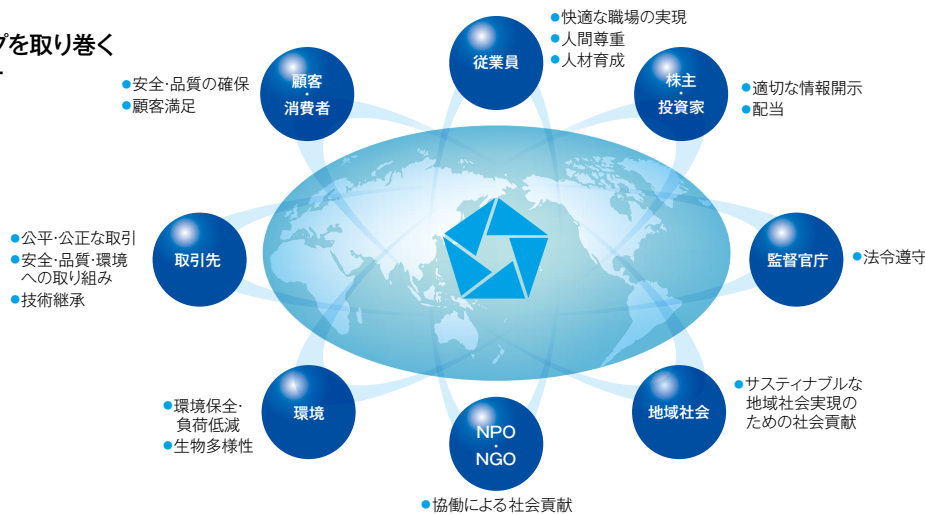 プを取り巻く
従業員
●快適な職場の実現
●人間尊重
●人材育成
顧客
・
消費者
●安全・品質の確保
●顧客満足
株主
・
投資家
●適切な情報開示
●配当
取引先
●公平・公正な取引
●安全・品質・環境
への取り組み
●技術継承
監督官庁
●法令遵守
環境
●環境保全・
負荷低減
●生物多様性
NPO
・
NGO
●協働による社会貢献
地域社会
●サスティナブルな
地域社会実現の
ための社会貢献